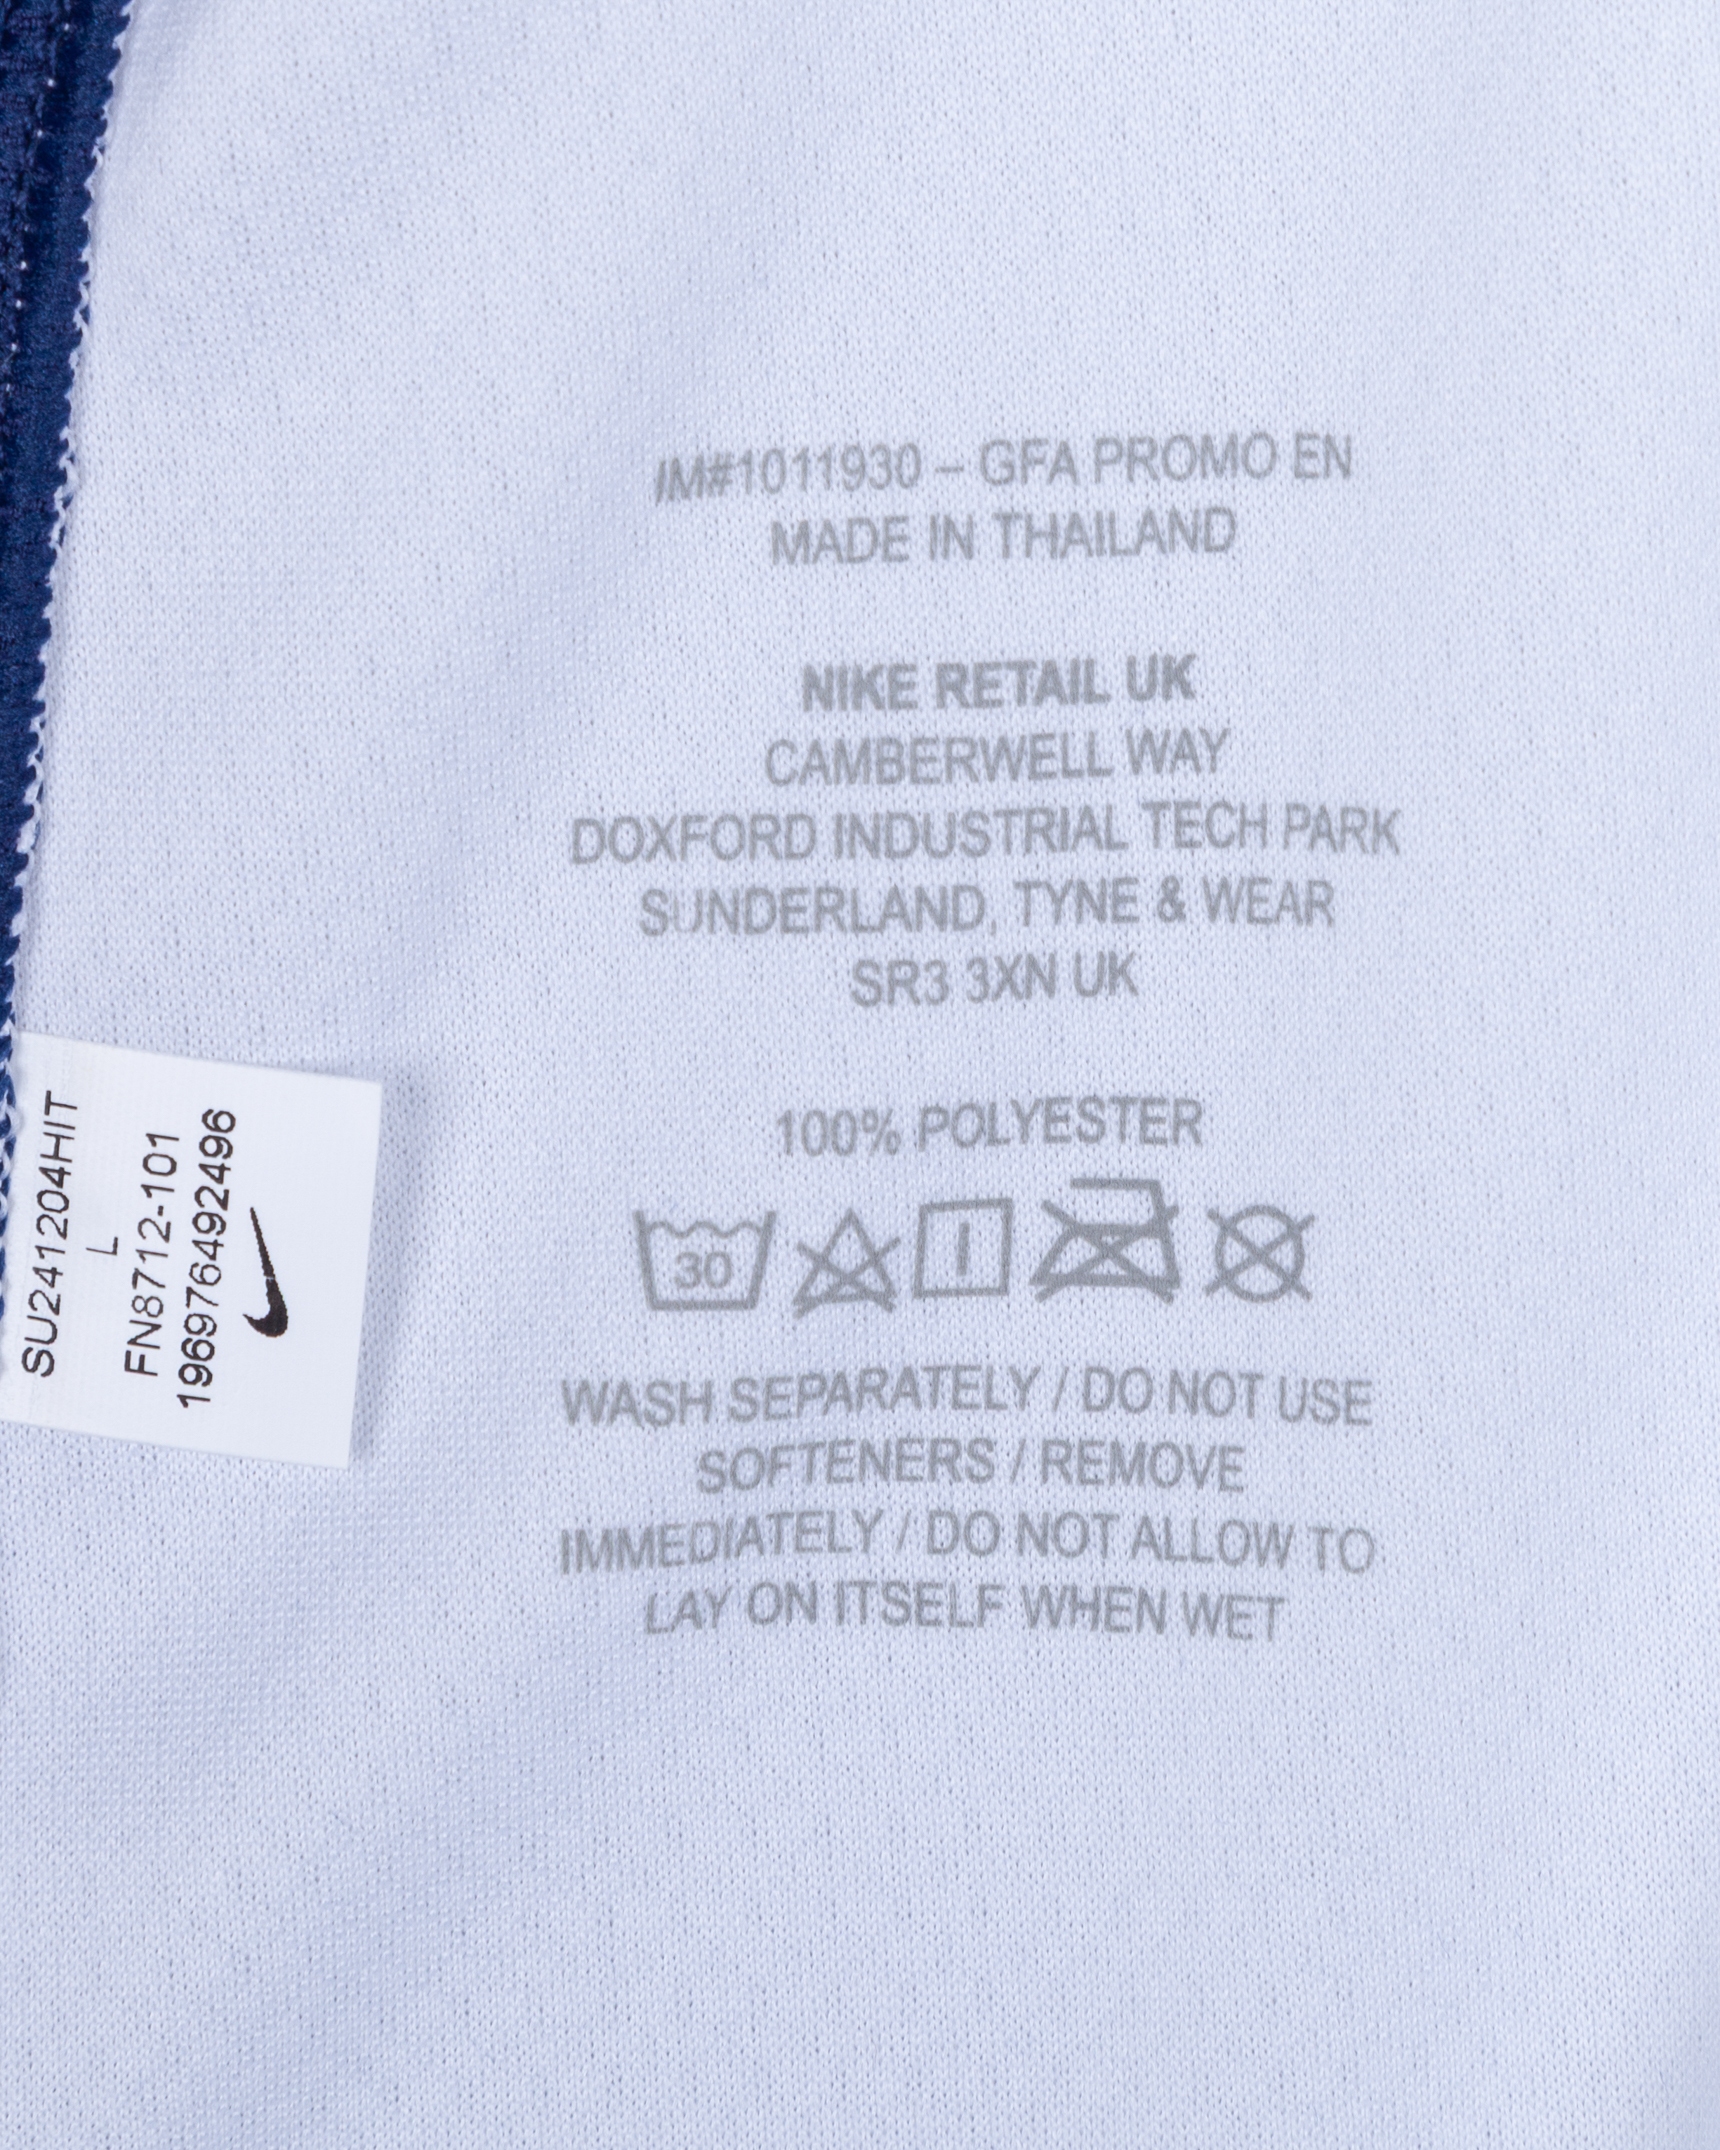 IM#1011930 – GFA PROMO EN
MADE IN THAILAND
NIKE RETAIL UK
CAMBERWELL WAY
DOXFORD INDUSTRIAL TECH PARK
SUNDERLAND, TYNE & WEAR
SR3 3XN UK
100% POLYESTER
30
WASH SEPARATELY / DO NOT USE
SOFTENERS / REMOVE
IMMEDIATELY / DO NOT ALLOW TO
LAY ON ITSELF WHEN WET
SU241204HIT
L
FN8712-101
196976492496